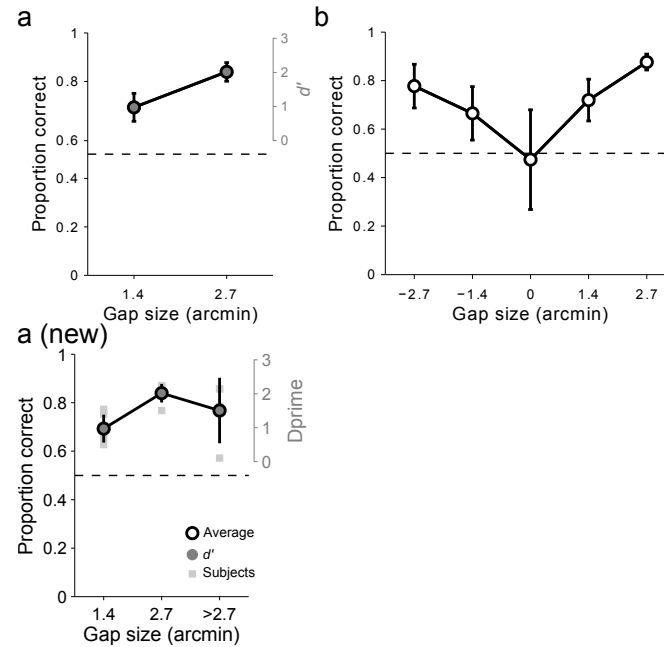 a
Proportion correct
1
0.8
0.6
0.4
0.2
0
1.4 2.7
Gap size (arcmin)
3
2
1
0
d'
b
Proportion correct
1
0.8
0.6
0.4
0.2
0
−2.7 −1.4 0 1.4 2.7
Gap size (arcmin)
a (new)
Proportion correct
1
0.8
0.6
0.4
0.2
0
1.4 2.7 >2.7
Gap size (arcmin)
3
2
1
0
Dprime
Average
d'
Subjects